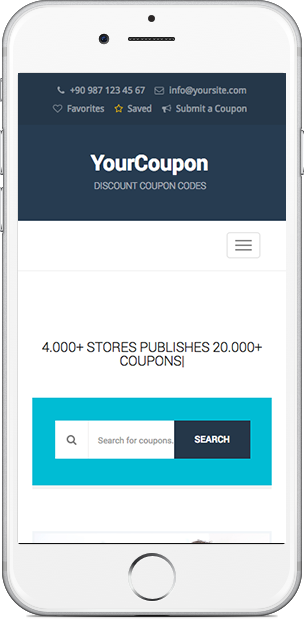 +90 987 123 45 67 info@yoursite.com
Favorites Saved Submit a Coupon
YourCoupon
DISCOUNT COUPON CODES
4.000+ STORES PUBLISHES 20.000+
COUPONS|
Search for coupons. SEARCH